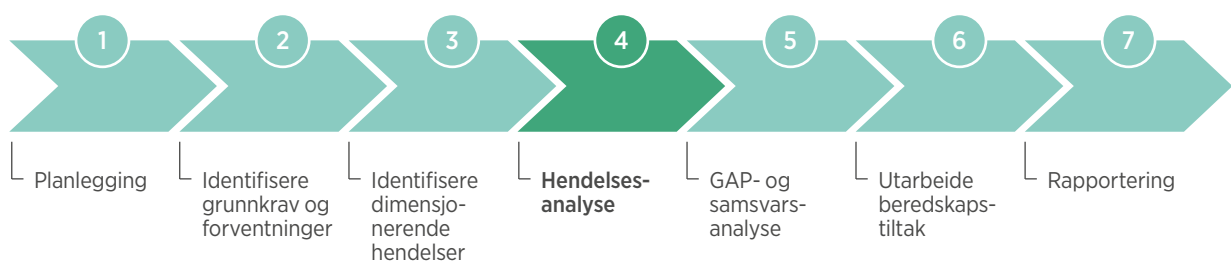 1
2
3
4
5
6
7
Planlegging
Identifisere
grunnkrav og
forventninger
Identifisere
dimensjo-
nerende
hendelser
Hendelses-
analyse
GAP- og
samsvars-
analyse
Utarbeide
beredskaps-
tiltak
Rapportering